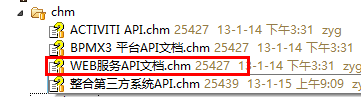 chm
ACTIVITI API.chm 25427 13-1-14 下午3:31 zyg
BPMX3 平台API文档.chm 25427 13-1-14 下午3:31
WEB服务API文档.chm 25427 13-1-14 下午3:31 zyg
整合第三方系统API.chm 25439 13-1-15 上午9:09 z